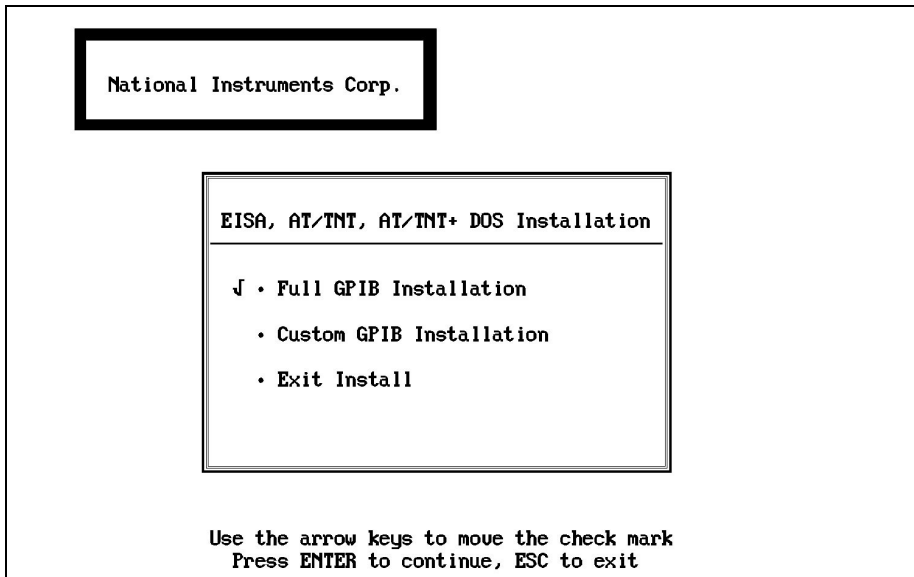 National Instruments Corp.
EISA, AT/TNT, AT/TNT+ DOS Installation
√ · Full GPIB Installation
· Custom GPIB Installation
· Exit Install
Use the arrow keys to move the check mark
Press ENTER to continue, ESC to exit